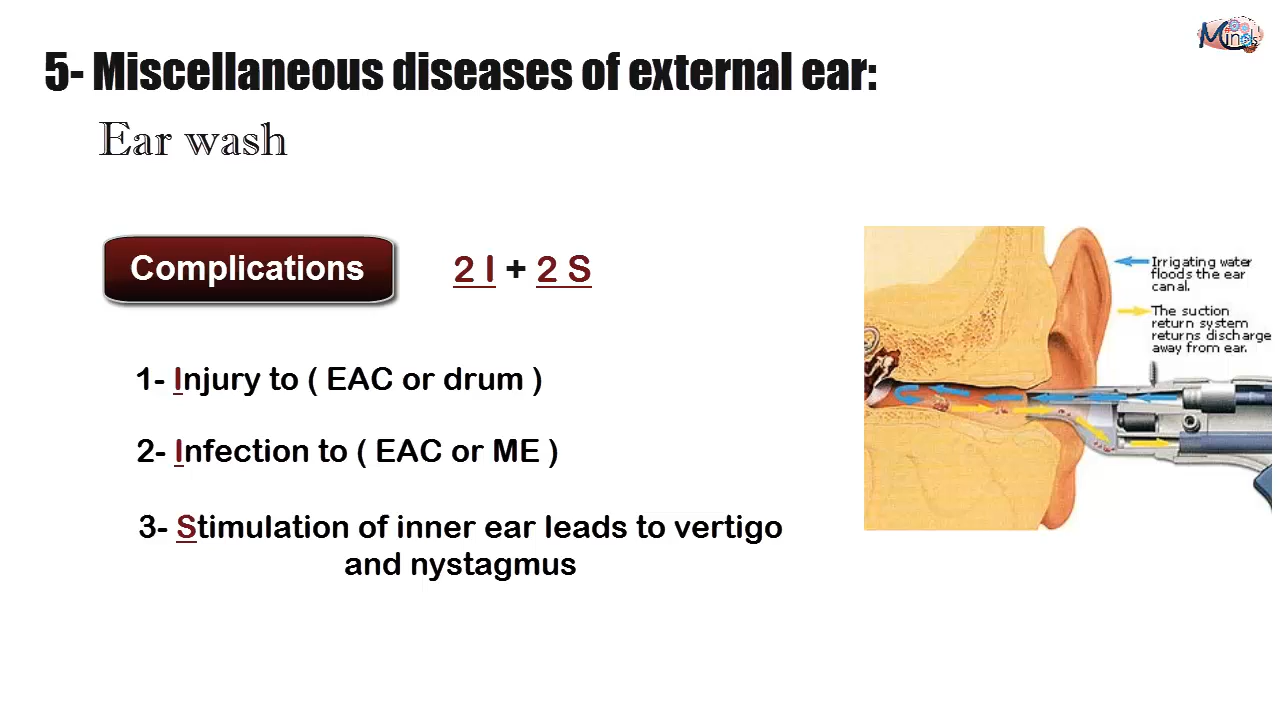 Minds
5- Miscellaneous diseases of external ear:
Ear wash
Complications
2 I + 2 S
1- Injury to ( EAC or drum )
2- Infection to ( EAC or ME )
3- Stimulation of inner ear leads to vertigo
and nystagmus
Irrigating water
floods the ear
canal.
The suction
return system
returns discharge
away from ear.